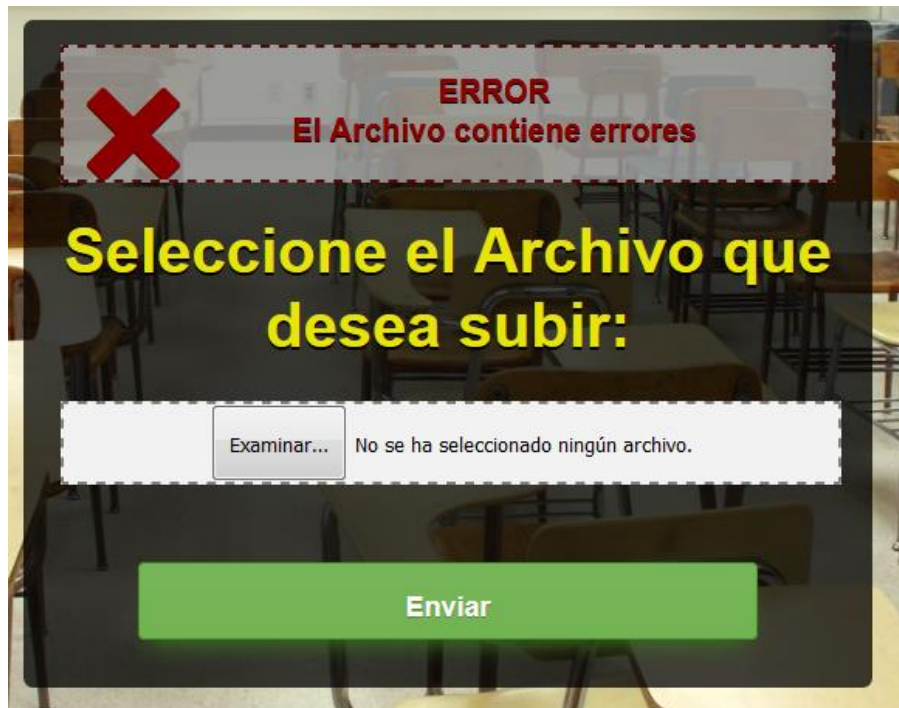 ERROR
El Archivo contiene errores
Seleccione el Archivo que
desea subir:
Examinar... No se ha seleccionado ningún archivo.
Enviar